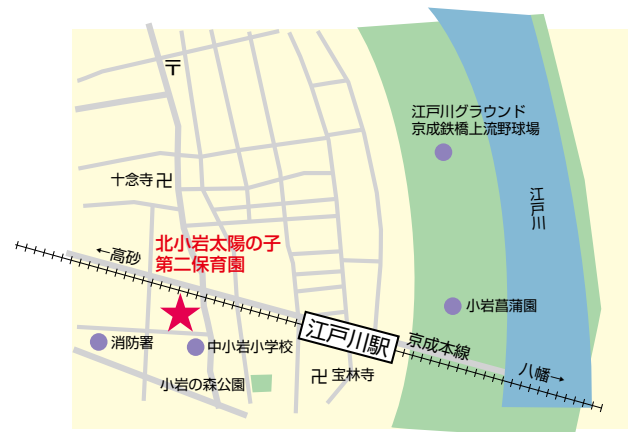 〒
江戸川グラウンド
京成鉄橋上流野球場
十念寺卍
江戸川
北小岩太陽の子
第二保育園
←高砂
小岩菖蒲園
消防署
中小岩小学校
江戸川駅
京成本線
八幡→
小岩の森公園
卍宝林寺